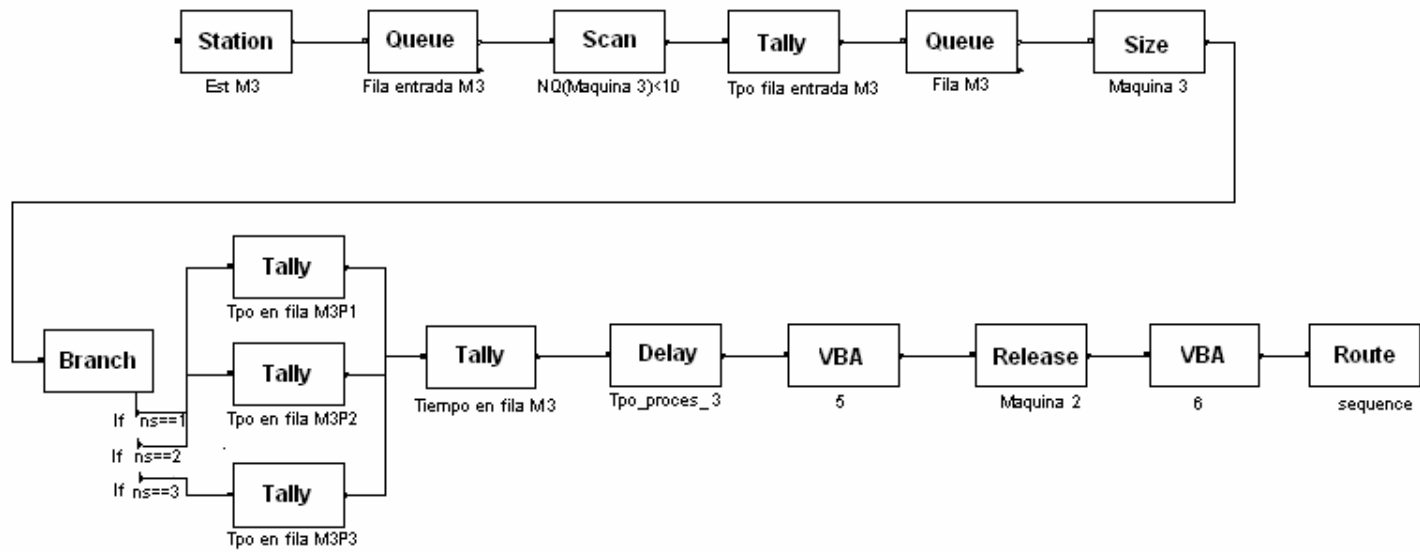 Station
Queue
Scan
Tally
Queue
Size
Est M3
Fila entrada M3
NQ(Maquina 3)<10
Tpo fila entrada M3
Fila M3
Maquina 3
Tally
Tpo en fila M3P1
Branch
Tally
Tally
Delay
VBA
Release
VBA
Route
If ns==1
Tpo en fila M3P2
Tiempo en fila M3
Tpo_proces_3
5
Maquina 2
6
sequence
If ns==2
If ns==3
Tally
Tpo en fila M3P3